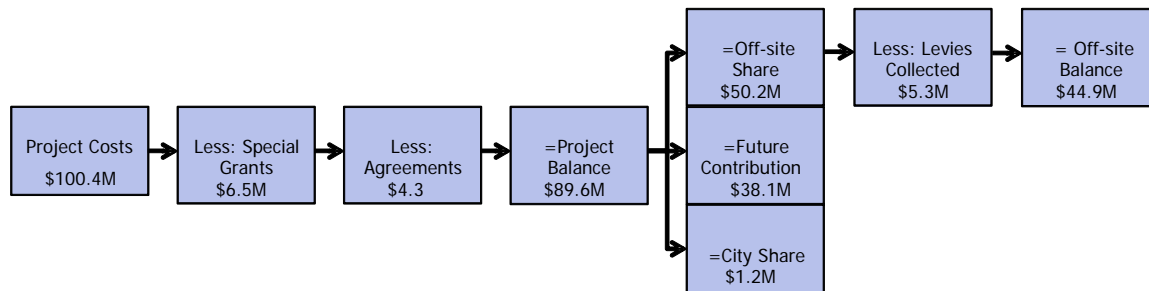 Project Costs
$100.4M
Less: Special
Grants
$6.5M
Less:
Agreements
$4.3
=Project
Balance
$89.6M
=Off-site
Share
$50.2M
=Future
Contribution
$38.1M
=City Share
$1.2M
Less: Levies
Collected
$5.3M
= Off-site
Balance
$44.9M